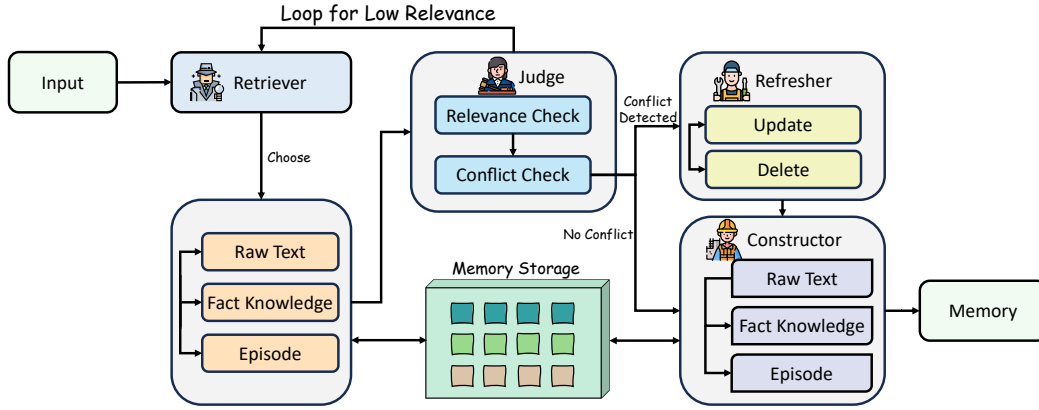 Loop for Low Relevance
Input
Retriever
Judge
Relevance Check
Conflict Check
Conflict
Detected
Refresher
Update
Delete
Choose
No Conflict
Raw Text
Fact Knowledge
Episode
Memory Storage
Constructor
Raw Text
Fact Knowledge
Episode
Memory